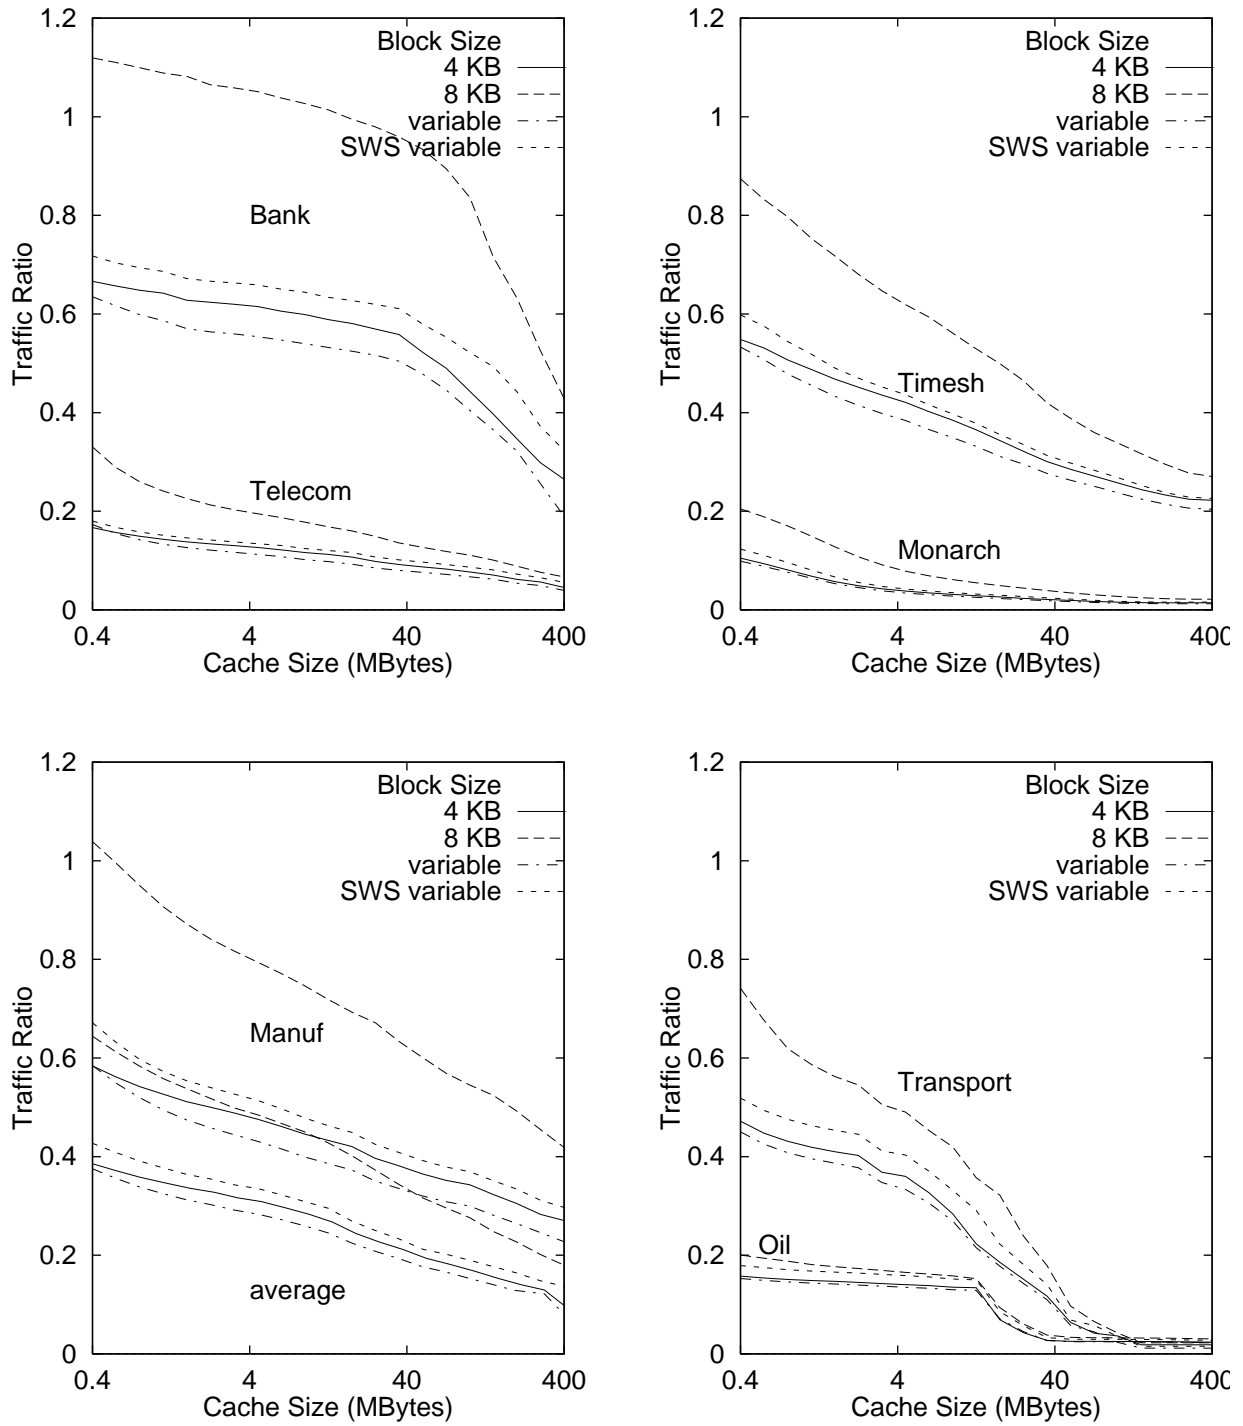 1.2
1
0.8
0.6
0.4
0.2
0
0.4
4
40
400
Traffic Ratio
Cache Size (MBytes)
Block Size
4 KB
8 KB
variable
SWS variable
Bank
Telecom
1.2
1
0.8
0.6
0.4
0.2
0
0.4
4
40
400
Traffic Ratio
Cache Size (MBytes)
Block Size
4 KB
8 KB
variable
SWS variable
Timesh
Monarch
1.2
1
0.8
0.6
0.4
0.2
0
0.4
4
40
400
Traffic Ratio
Cache Size (MBytes)
Block Size
4 KB
8 KB
variable
SWS variable
Manuf
average
1.2
1
0.8
0.6
0.4
0.2
0
0.4
4
40
400
Traffic Ratio
Cache Size (MBytes)
Block Size
4 KB
8 KB
variable
SWS variable
Transport
Oil